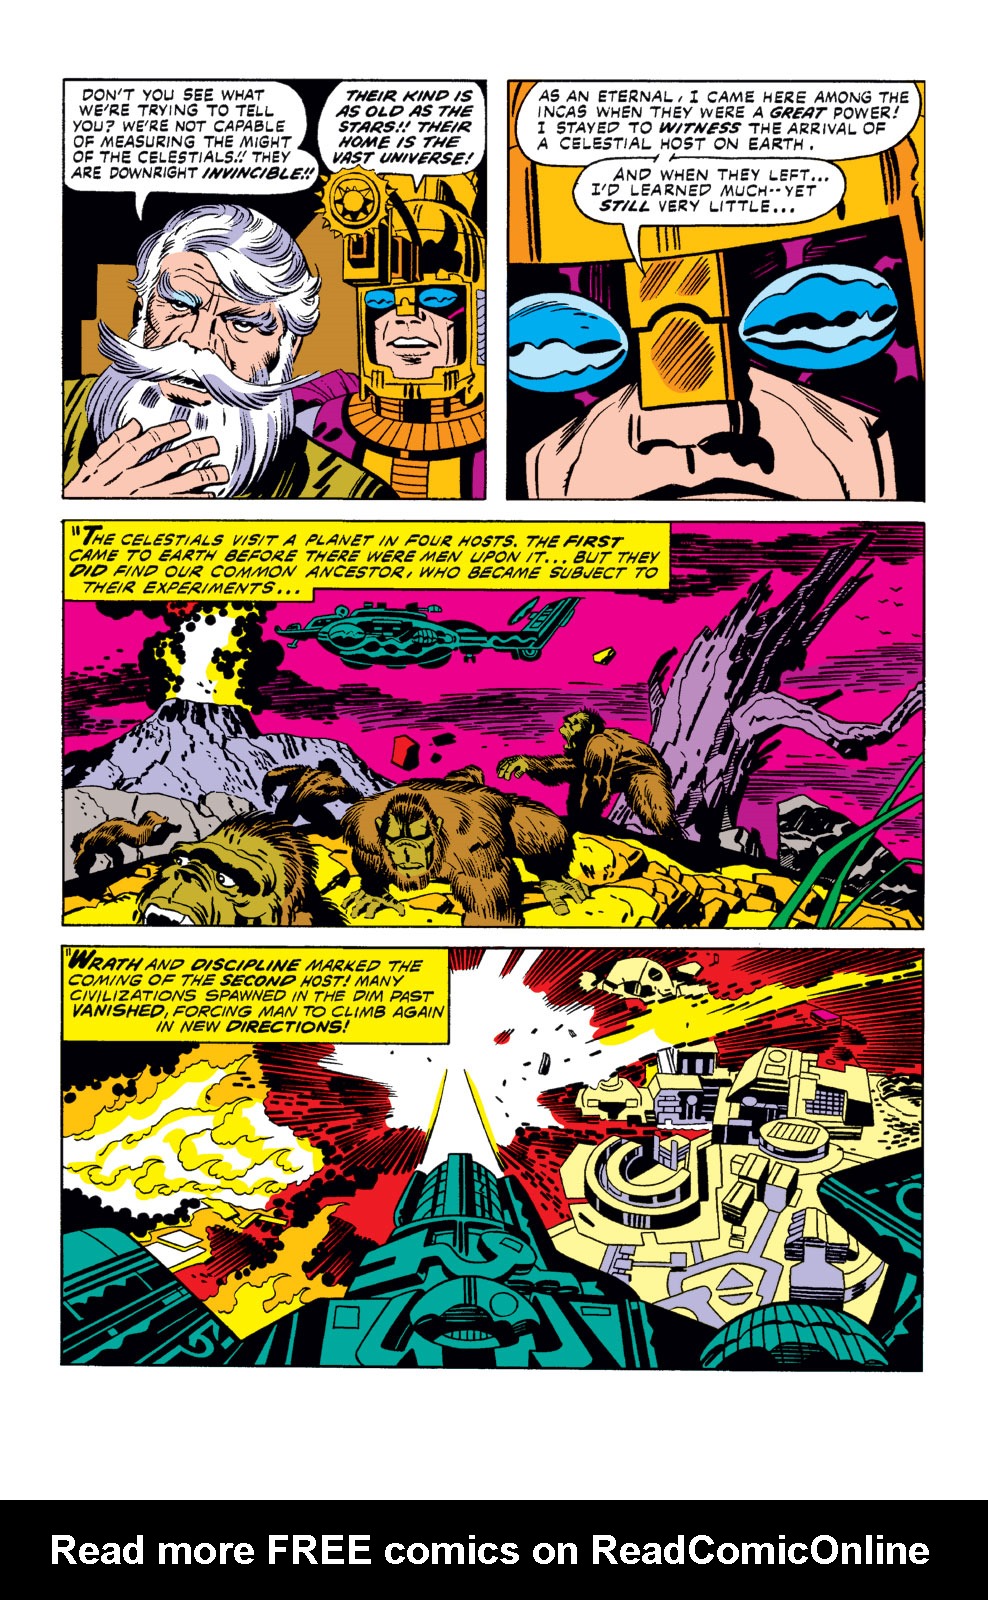 DON'T YOU SEE WHAT
WE'RE TRYING TO TELL
YOU? WE'RE NOT CAPABLE
OF MEASURING THE MIGHT
OF THE CELESTIALS!! THEY
ARE DOWNRIGHT INVINCIBLE!!
THEIR KIND IS
AS OLD AS THE
STARS!! THEIR
HOME IS THE
VAST UNIVERSE!
AS AN ETERNAL, I CAME HERE AMONG THE
INCAS WHEN THEY WERE A GREAT POWER!
I STAYED TO WITNESS THE ARRIVAL OF
A CELESTIAL HOST ON EARTH.
AND WHEN THEY LEFT...
I'D LEARNED MUCH--YET
STILL VERY LITTLE...
"THE CELESTIALS VISIT A PLANET IN FOUR HOSTS. THE FIRST
CAME TO EARTH BEFORE THERE WERE MEN UPON IT... BUT THEY
DID FIND OUR COMMON ANCESTOR, WHO BECAME SUBJECT TO
THEIR EXPERIMENTS...
"WRATH AND DISCIPLINE MARKED THE
COMING OF THE SECOND HOST! MANY
CIVILIZATIONS SPAWNED IN THE DIM PAST
VANISHED, FORCING MAN TO CLIMB AGAIN
IN NEW DIRECTIONS!
Read more FREE comics on ReadComicOnline